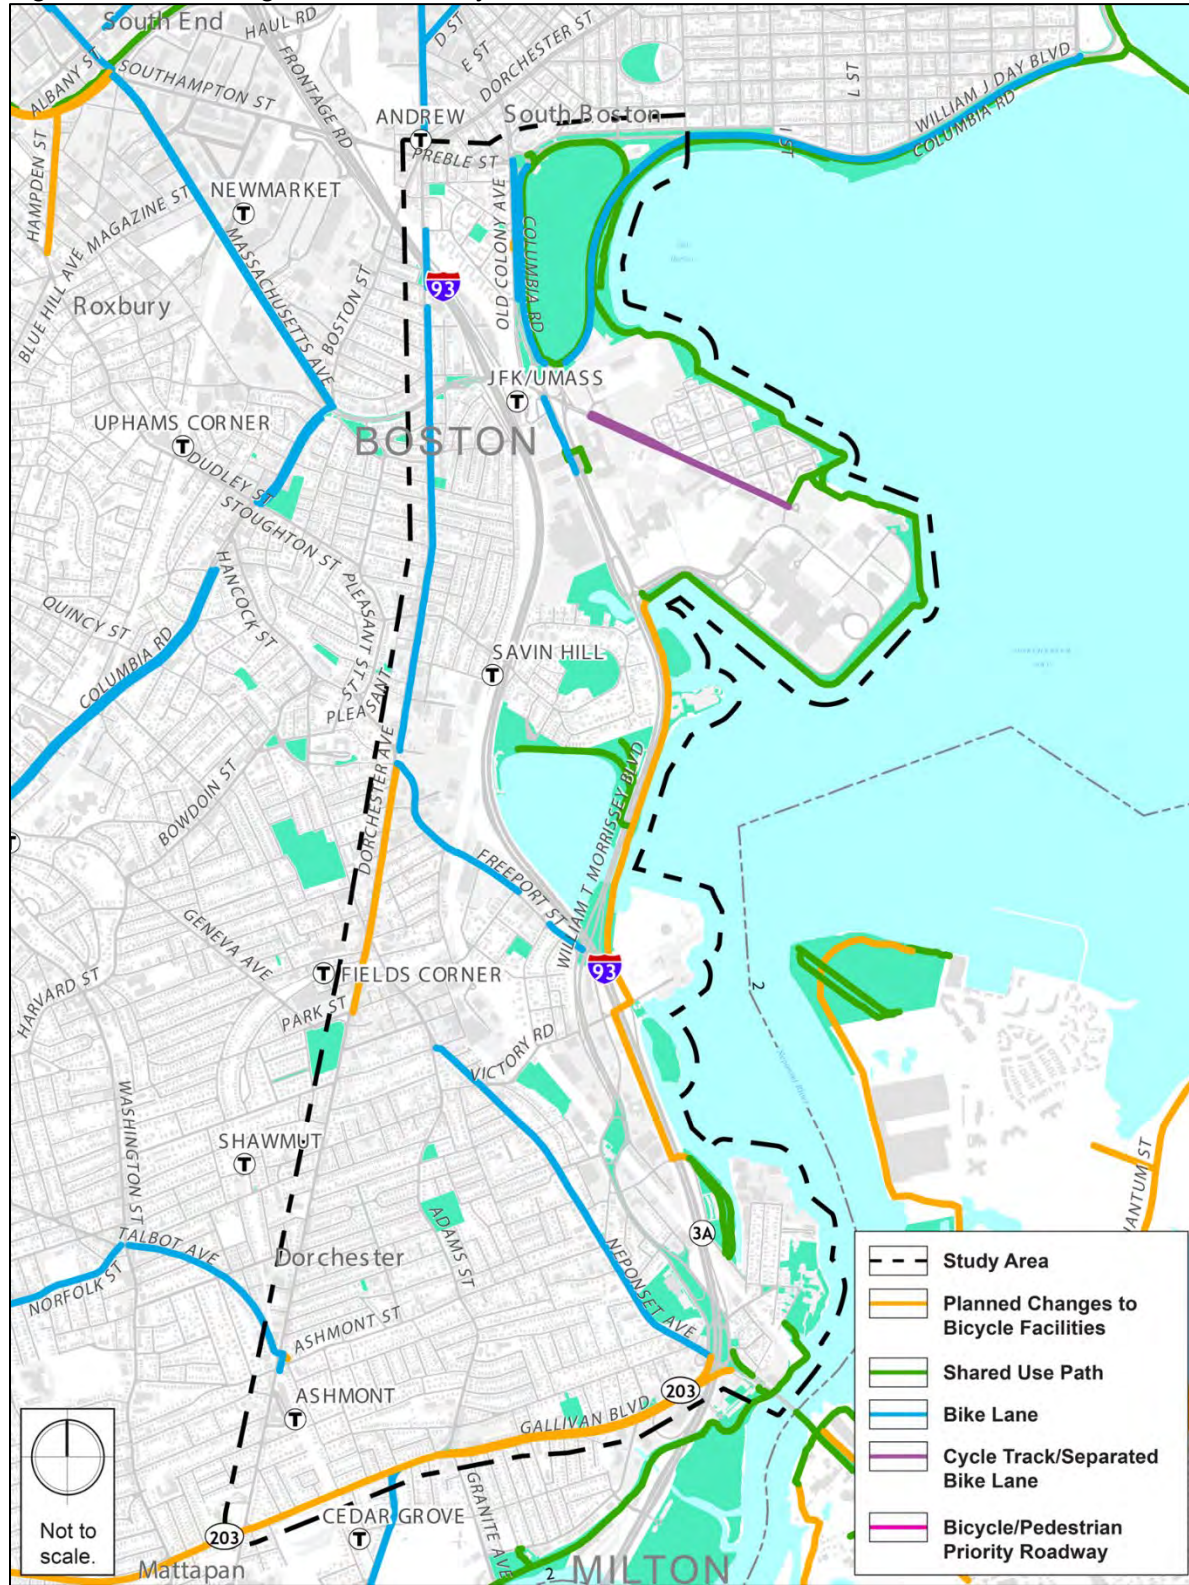 South End
HAUL RD
D ST
E ST
DORCHESTER ST
ALBANY ST
SOUTHAMPTON ST
FRONTAGE RD
L ST
WILLIAM J DAY BLVD
COLUMBIA RD
ANDREW
T
South Boston
I ST
PREBLE ST
HAMPDEN ST
NEWMARKET
T
MAGAZINE ST
BLUE HILL AVE
MASSACHUSETTS AVE
OLD COLONY AVE
COLUMBIA RD
93
Roxbury
BOSTON ST
JFK/UMASS
T
UPHAMS CORNER
T
BOSTON
DUDLEY ST
STOUGHTON ST
HANCOCK ST
PLEASANT ST
QUINCY ST
COLUMBIA RD
SAVIN HILL
T
PLEASANT ST
DORCHESTER AVE
WILLIAM T MORRISSEY BLVD
BOWDOIN ST
FREEPORT ST
T
GENEVA AVE
93
T
FIELDS CORNER
HARVARD ST
PARK ST
2
Neponset River
VICTORY RD
WASHINGTON ST
SHAWMUT
T
ADAMS ST
3A
HANTUM ST
TALBOT AVE
Dorchester
NORFOLK ST
NEPONSET AVE
ASHMONT ST
ASHMONT
T
203
GALLIVAN BLVD
GRANITE AVE
CEDAR GROVE
T
203
Mattapan
2
MILTON
Not to
scale.
Study Area
Planned Changes to
Bicycle Facilities
Shared Use Path
Bike Lane
Cycle Track/Separated
Bike Lane
Bicycle/Pedestrian
Priority Roadway